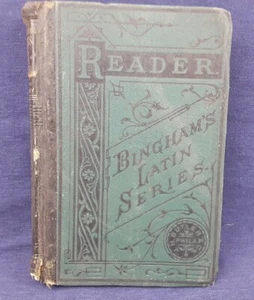 READER.
BINGHAM'S
LATIN
SERIES.